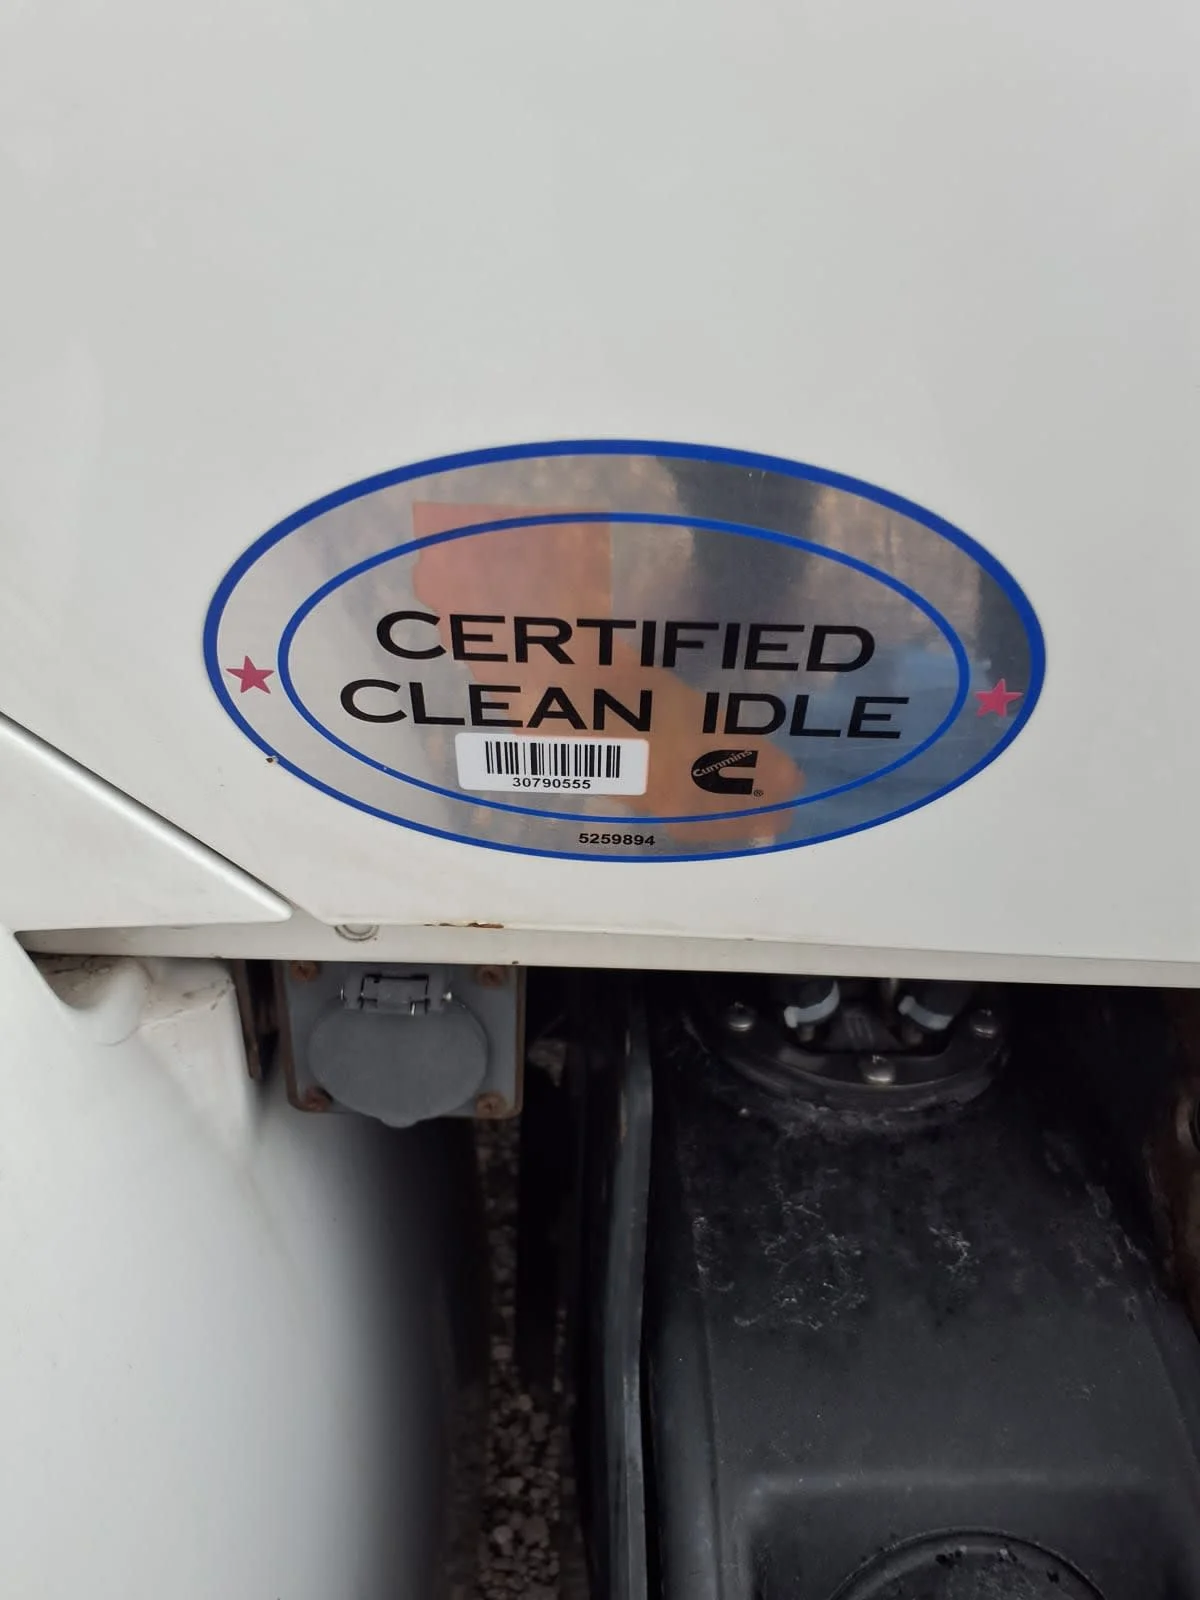 CERTIFIED
CLEAN IDLE
30790555
Cummins
®
5259894